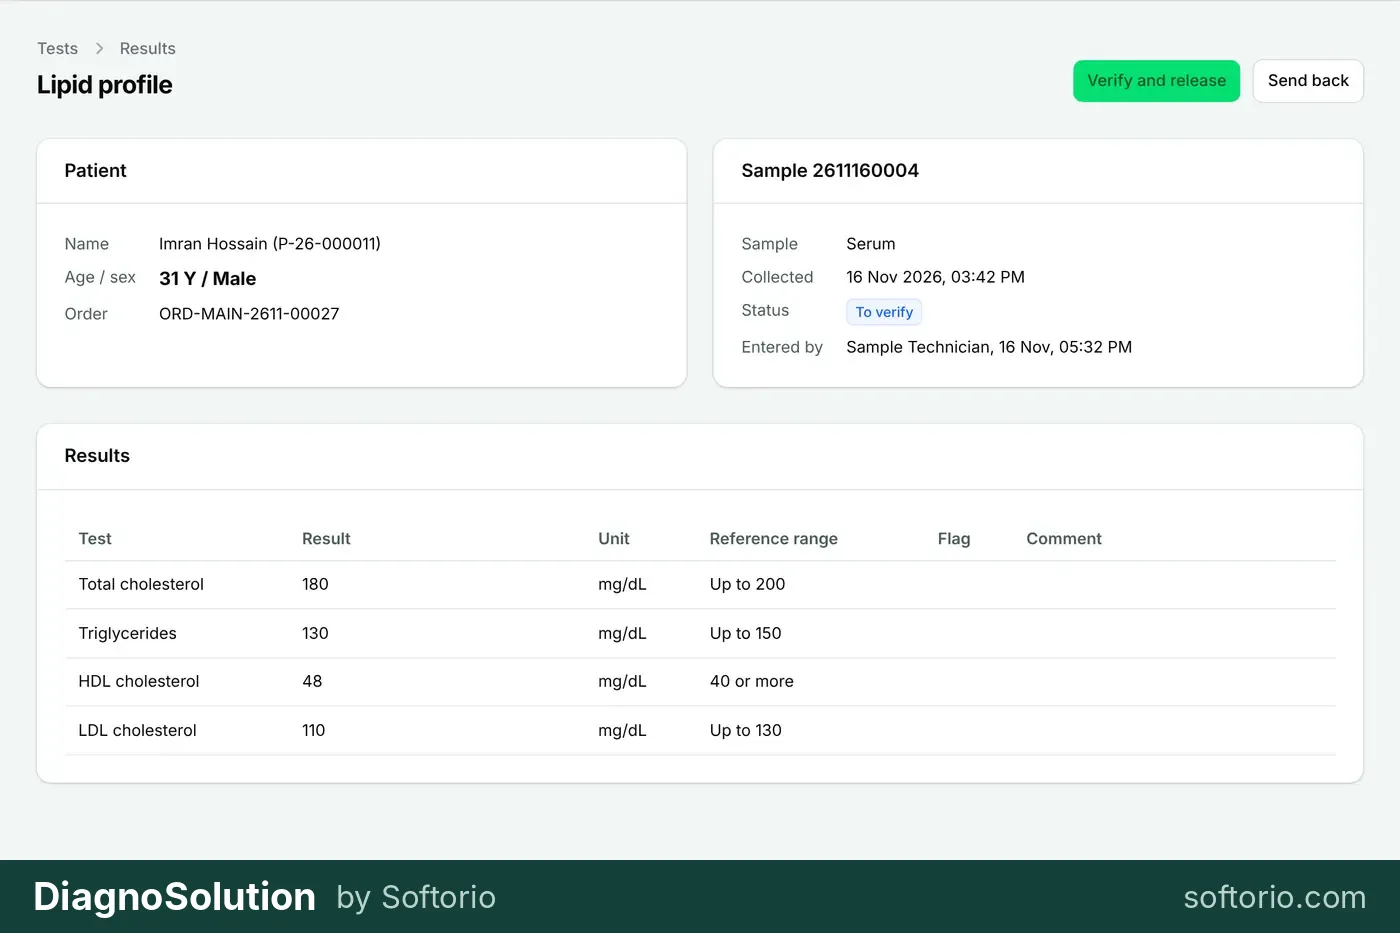 Tests > Results
Lipid profile
Verify and release
Send back
Patient
Name Imran Hossain (P-26-000011)
Age / sex 31 Y / Male
Order ORD-MAIN-2611-00027
Sample 2611160004
Sample Serum
Collected 16 Nov 2026, 03:42 PM
Status To verify
Entered by Sample Technician, 16 Nov, 05:32 PM
Results
Test Result Unit Reference range Flag Comment
Total cholesterol 180 mg/dL Up to 200
Triglycerides 130 mg/dL Up to 150
HDL cholesterol 48 mg/dL 40 or more
LDL cholesterol 110 mg/dL Up to 130
DiagnoSolution by Softorio
softorio.com